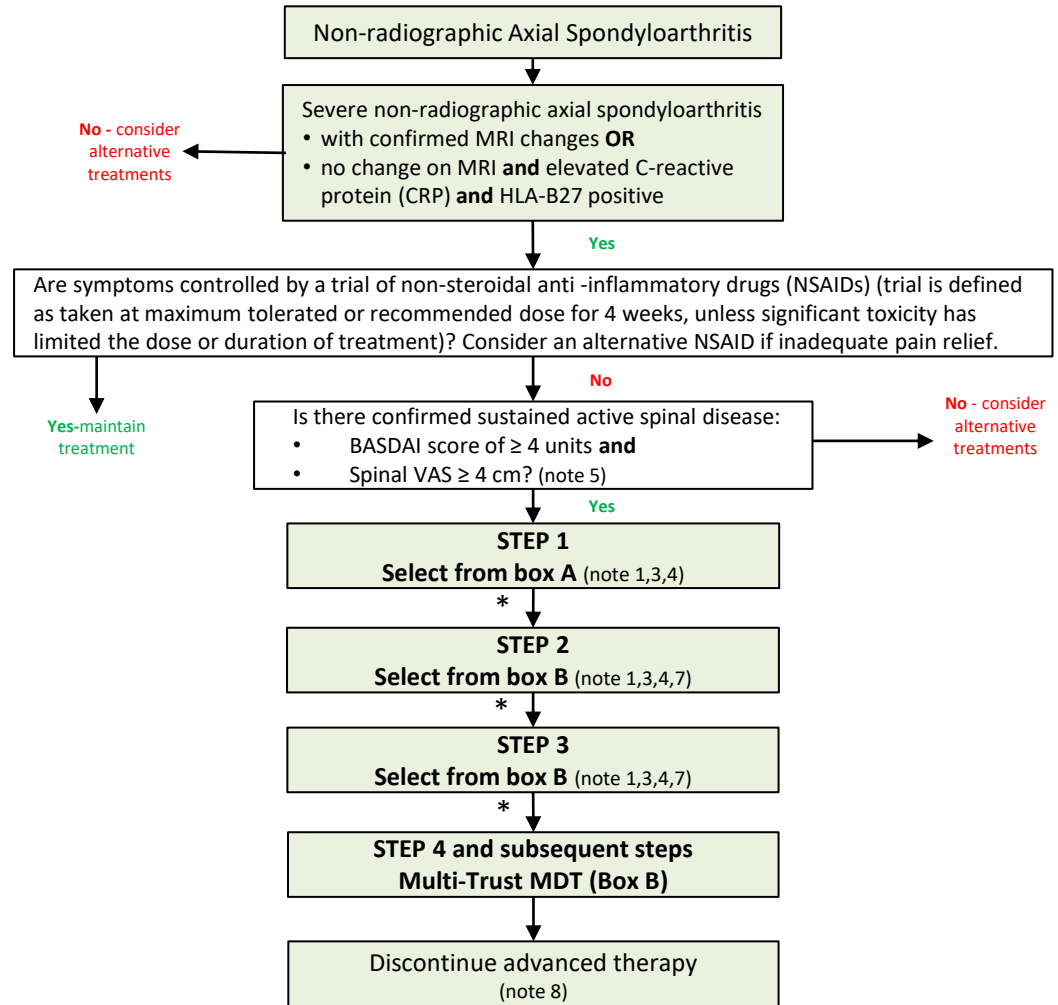 Non-radiographic Axial Spondyloarthritis
Severe non-radiographic axial spondyloarthritis
• with confirmed MRI changes OR
• no change on MRI and elevated C-reactive
protein (CRP) and HLA-B27 positive
No - consider
alternative
treatments
Yes
Are symptoms controlled by a trial of non-steroidal anti -inflammatory drugs (NSAIDs) (trial is defined
as taken at maximum tolerated or recommended dose for 4 weeks, unless significant toxicity has
limited the dose or duration of treatment)? Consider an alternative NSAID if inadequate pain relief.
Yes-maintain
treatment
No
Is there confirmed sustained active spinal disease:
• BASDAI score of ≥ 4 units and
• Spinal VAS ≥ 4 cm? (note 5)
No - consider
alternative
treatments
Yes
STEP 1
Select from box A (note 1,3,4)
*
STEP 2
Select from box B (note 1,3,4,7)
*
STEP 3
Select from box B (note 1,3,4,7)
*
STEP 4 and subsequent steps
Multi-Trust MDT (Box B)
Discontinue advanced therapy
(note 8)